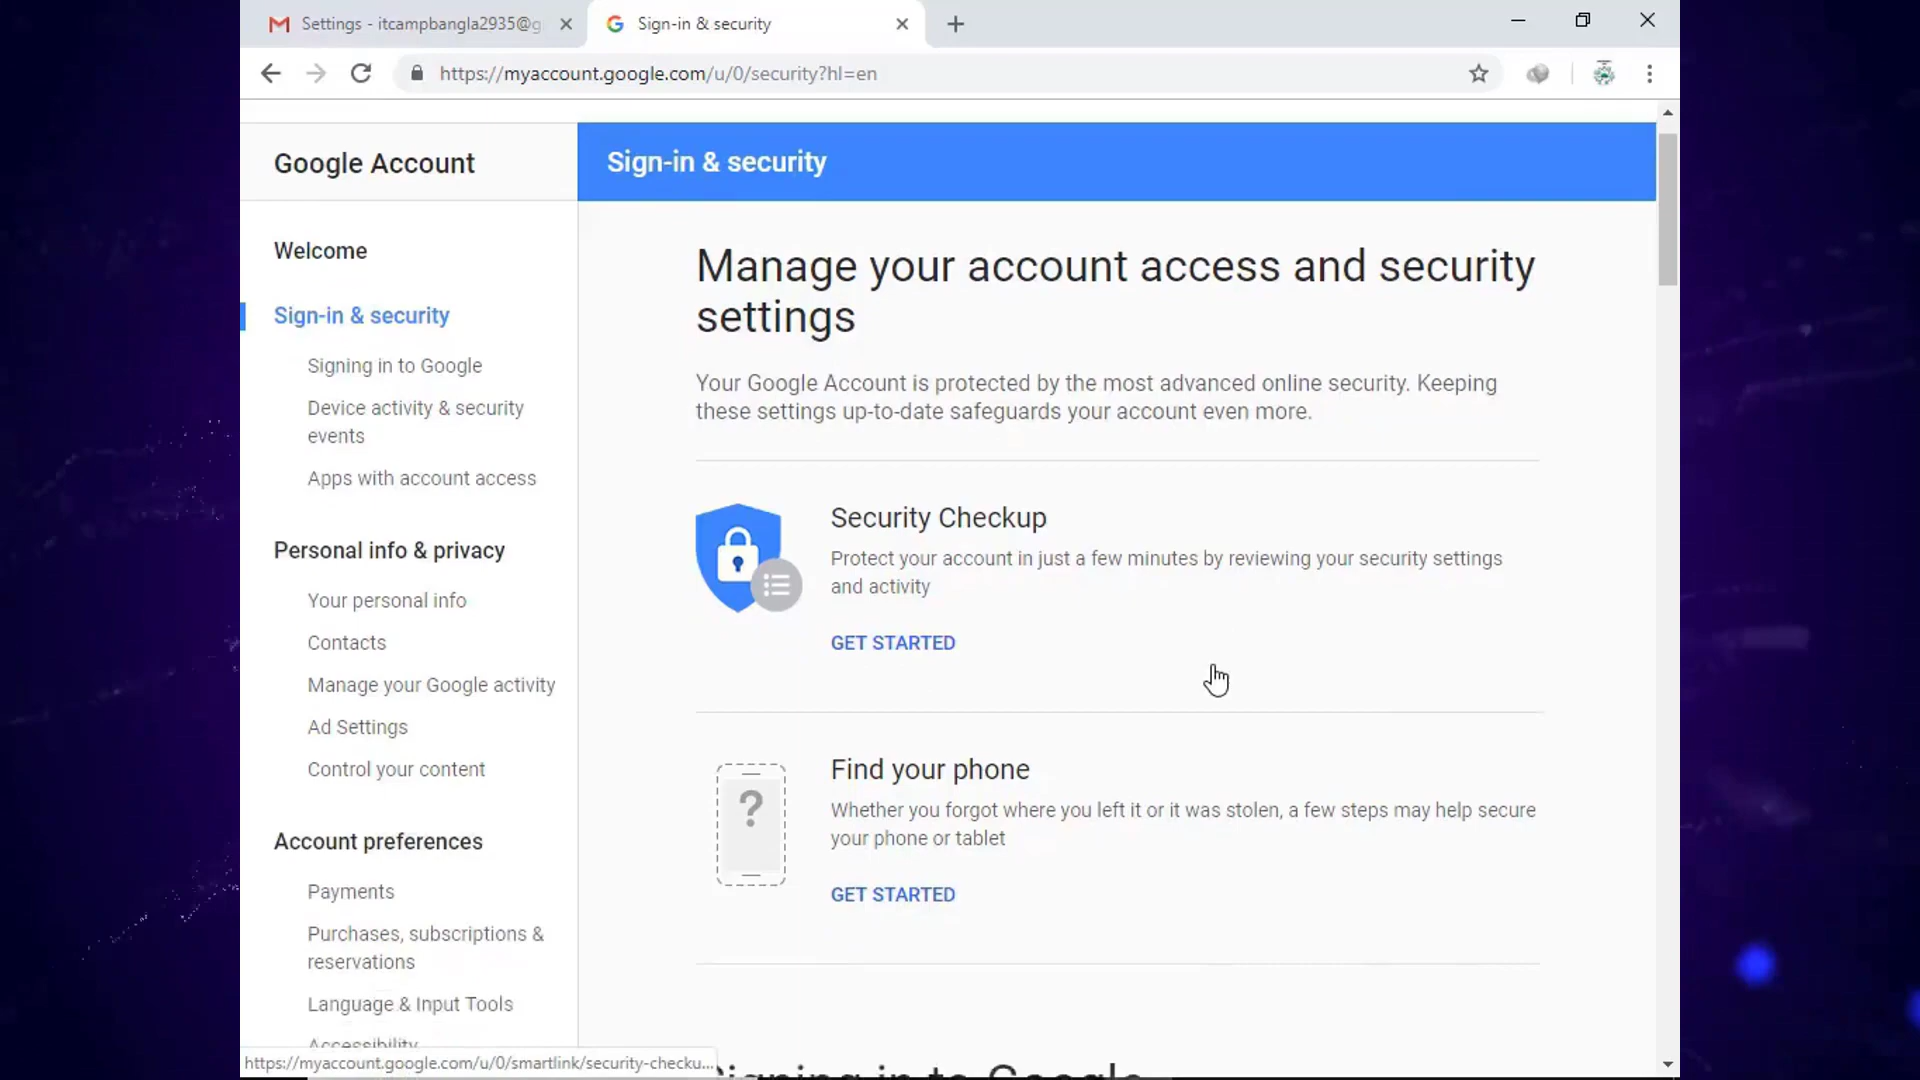 Settings - itcampbangla2935@g
Sign-in & security
https://myaccount.google.com/u/0/security?hl=en
Google Account
Sign-in & security
Welcome
Sign-in & security
Signing in to Google
Device activity & security
events
Apps with account access
Personal info & privacy
Your personal info
Contacts
Manage your Google activity
Ad Settings
Control your content
Account preferences
Payments
Purchases, subscriptions &
reservations
Language & Input Tools
Accessibility
https://myaccount.google.com/u/0/smartlink/security-checku...
Manage your account access and security
settings
Your Google Account is protected by the most advanced online security. Keeping
these settings up-to-date safeguards your account even more.
Security Checkup
Protect your account in just a few minutes by reviewing your security settings
and activity
GET STARTED
Find your phone
Whether you forgot where you left it or it was stolen, a few steps may help secure
your phone or tablet
GET STARTED
Signing in to Google